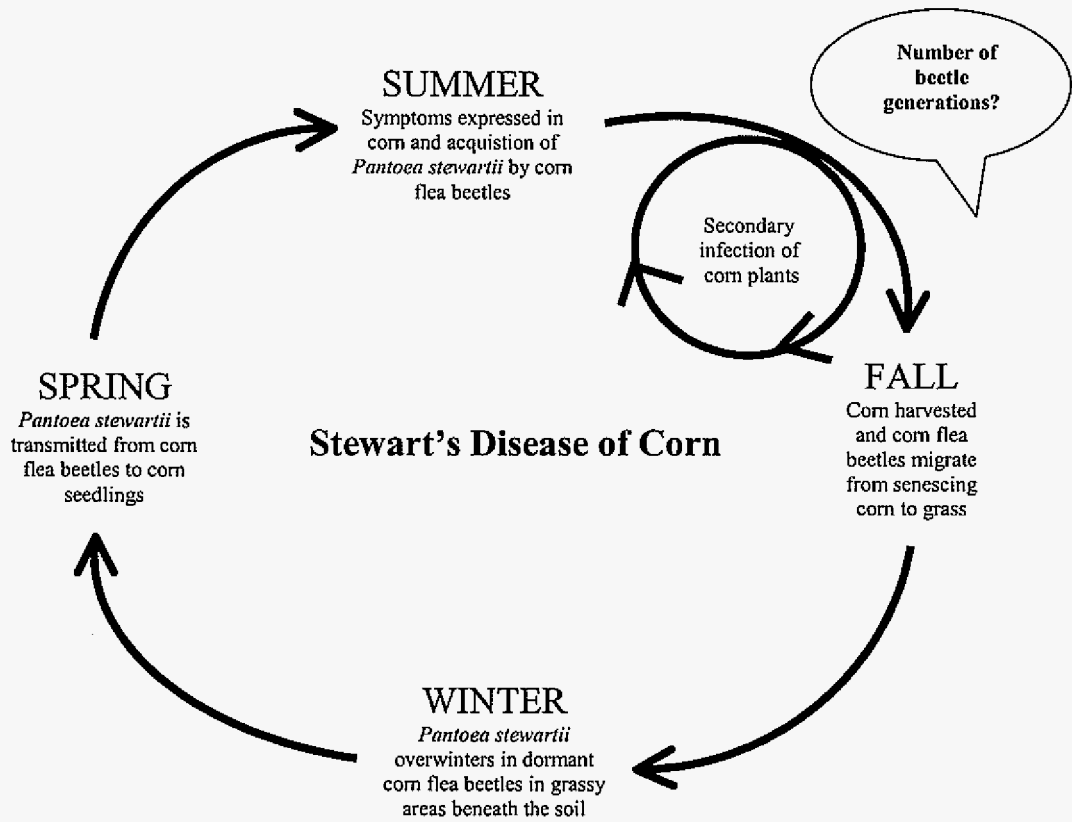 Number of
beetle
generations?
SUMMER
Symptoms expressed in
corn and acquistion of
Pantoea stewartii by corn
flea beetles
Secondary
infection of
corn plants
SPRING
Pantoea stewartii is
transmitted from corn
flea beetles to corn
seedlings
Stewart's Disease of Corn
FALL
Corn harvested
and corn flea
beetles migrate
from senescing
corn to grass
WINTER
Pantoea stewartii
overwinters in dormant
corn flea beetles in grassy
areas beneath the soil